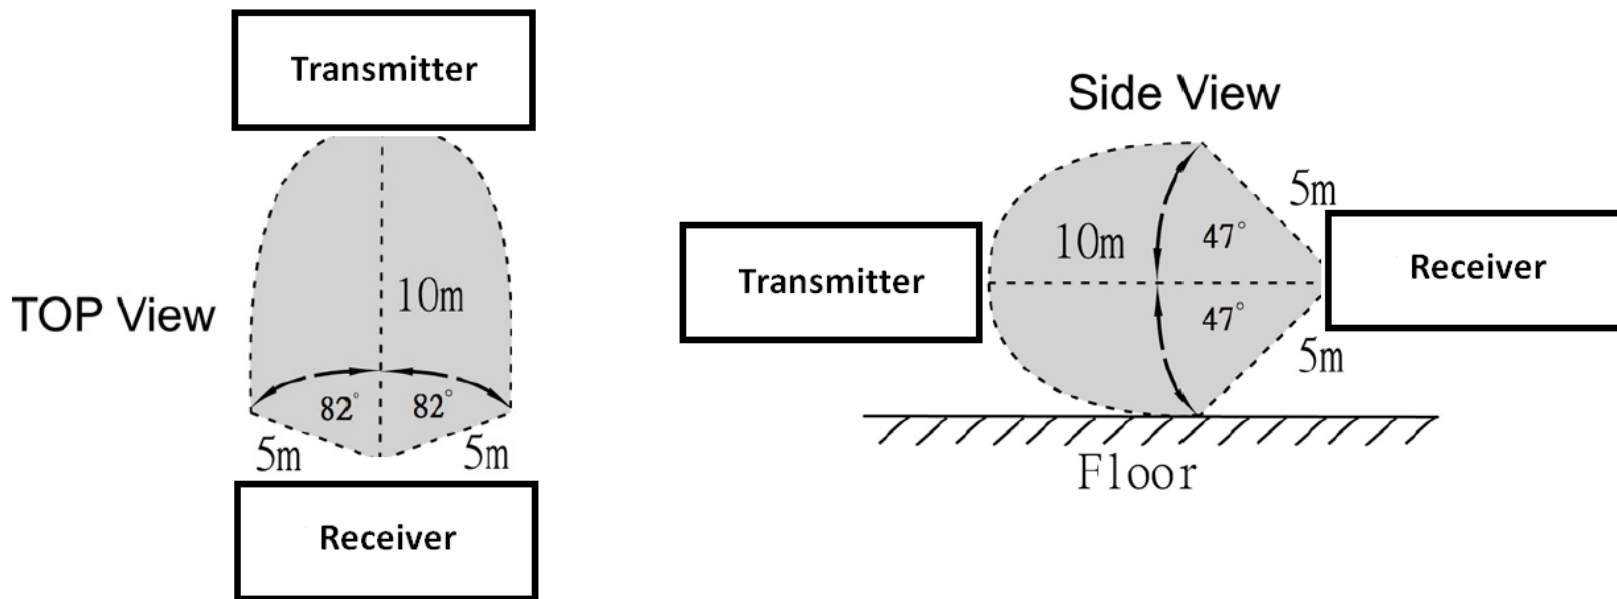 Transmitter
TOP View
10m
82°
82°
5m
5m
Receiver
Side View
Transmitter
10m
47°
47°
5m
5m
Receiver
Floor